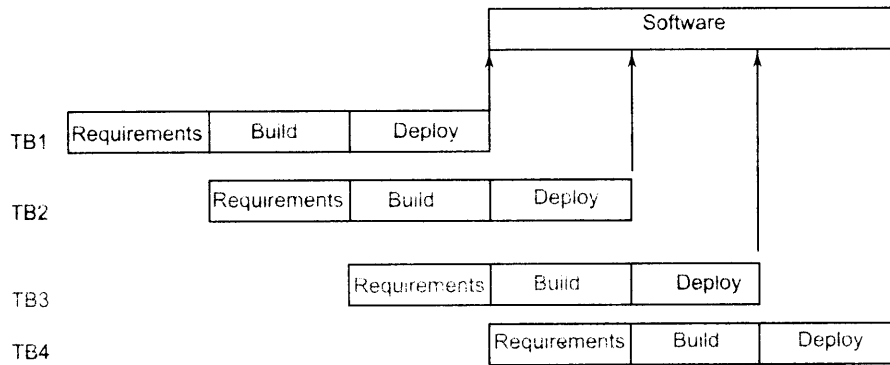 Software
TB1 Requirements Build Deploy
TB2 Requirements Build Deploy
TB3 Requirements Build Deploy
TB4 Requirements Build Deploy